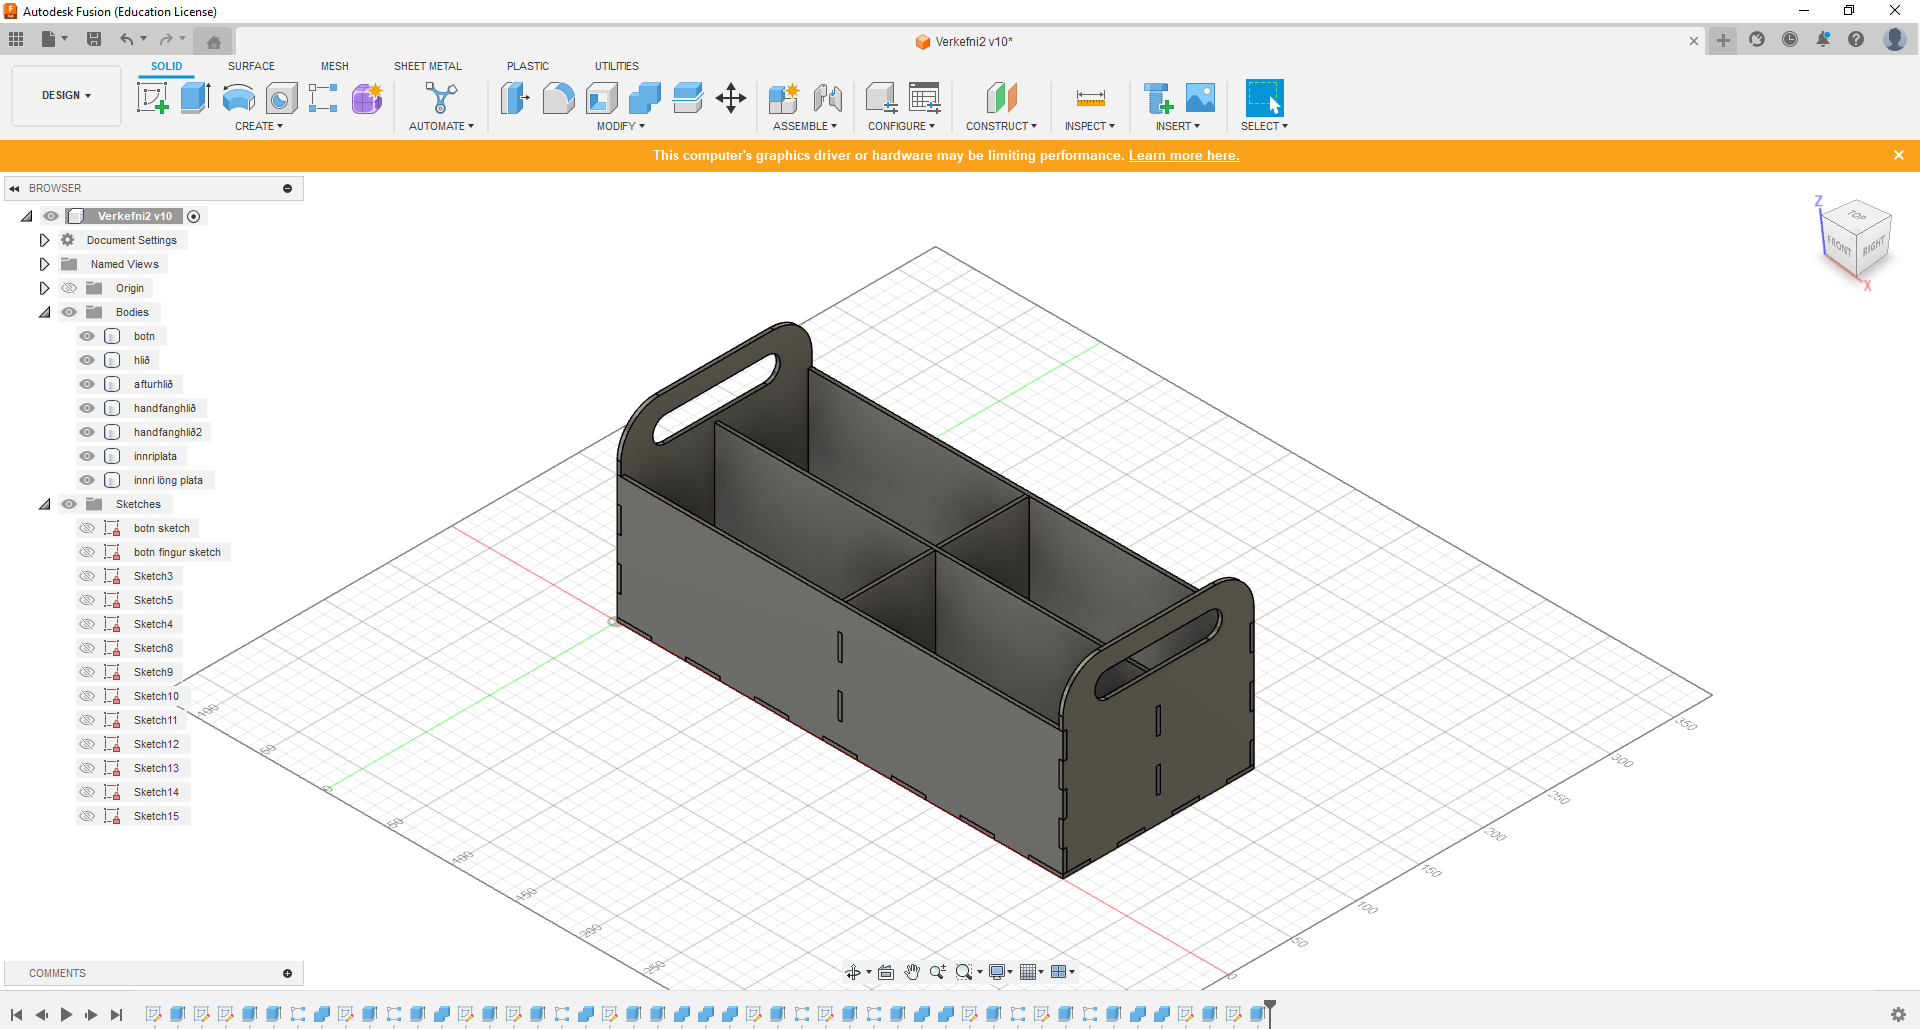 Autodesk Fusion (Education License)
Verkefni2 v10*
DESIGN
SOLID SURFACE MESH SHEET METAL PLASTIC UTILITIES
CREATE AUTOMATE MODIFY ASSEMBLE CONFIGURE CONSTRUCT INSPECT INSERT SELECT
This computer's graphics driver or hardware may be limiting performance. Learn more here.
BROWSER
Verkefni2 v10
Document Settings
Named Views
Origin
Bodies
botn
hlið
afturhlið
handfanghlið
handfanghlið2
innriplata
innri löng plata
Sketches
botn sketch
botn fingur sketch
Sketch3
Sketch5
Sketch4
Sketch8
Sketch9
Sketch10
Sketch11
Sketch12
Sketch13
Sketch14
Sketch15
Z
TOP
FRONT
RIGHT
X
100
50
0
50
100
150
200
250
350
300
250
200
150
100
50
0
COMMENTS